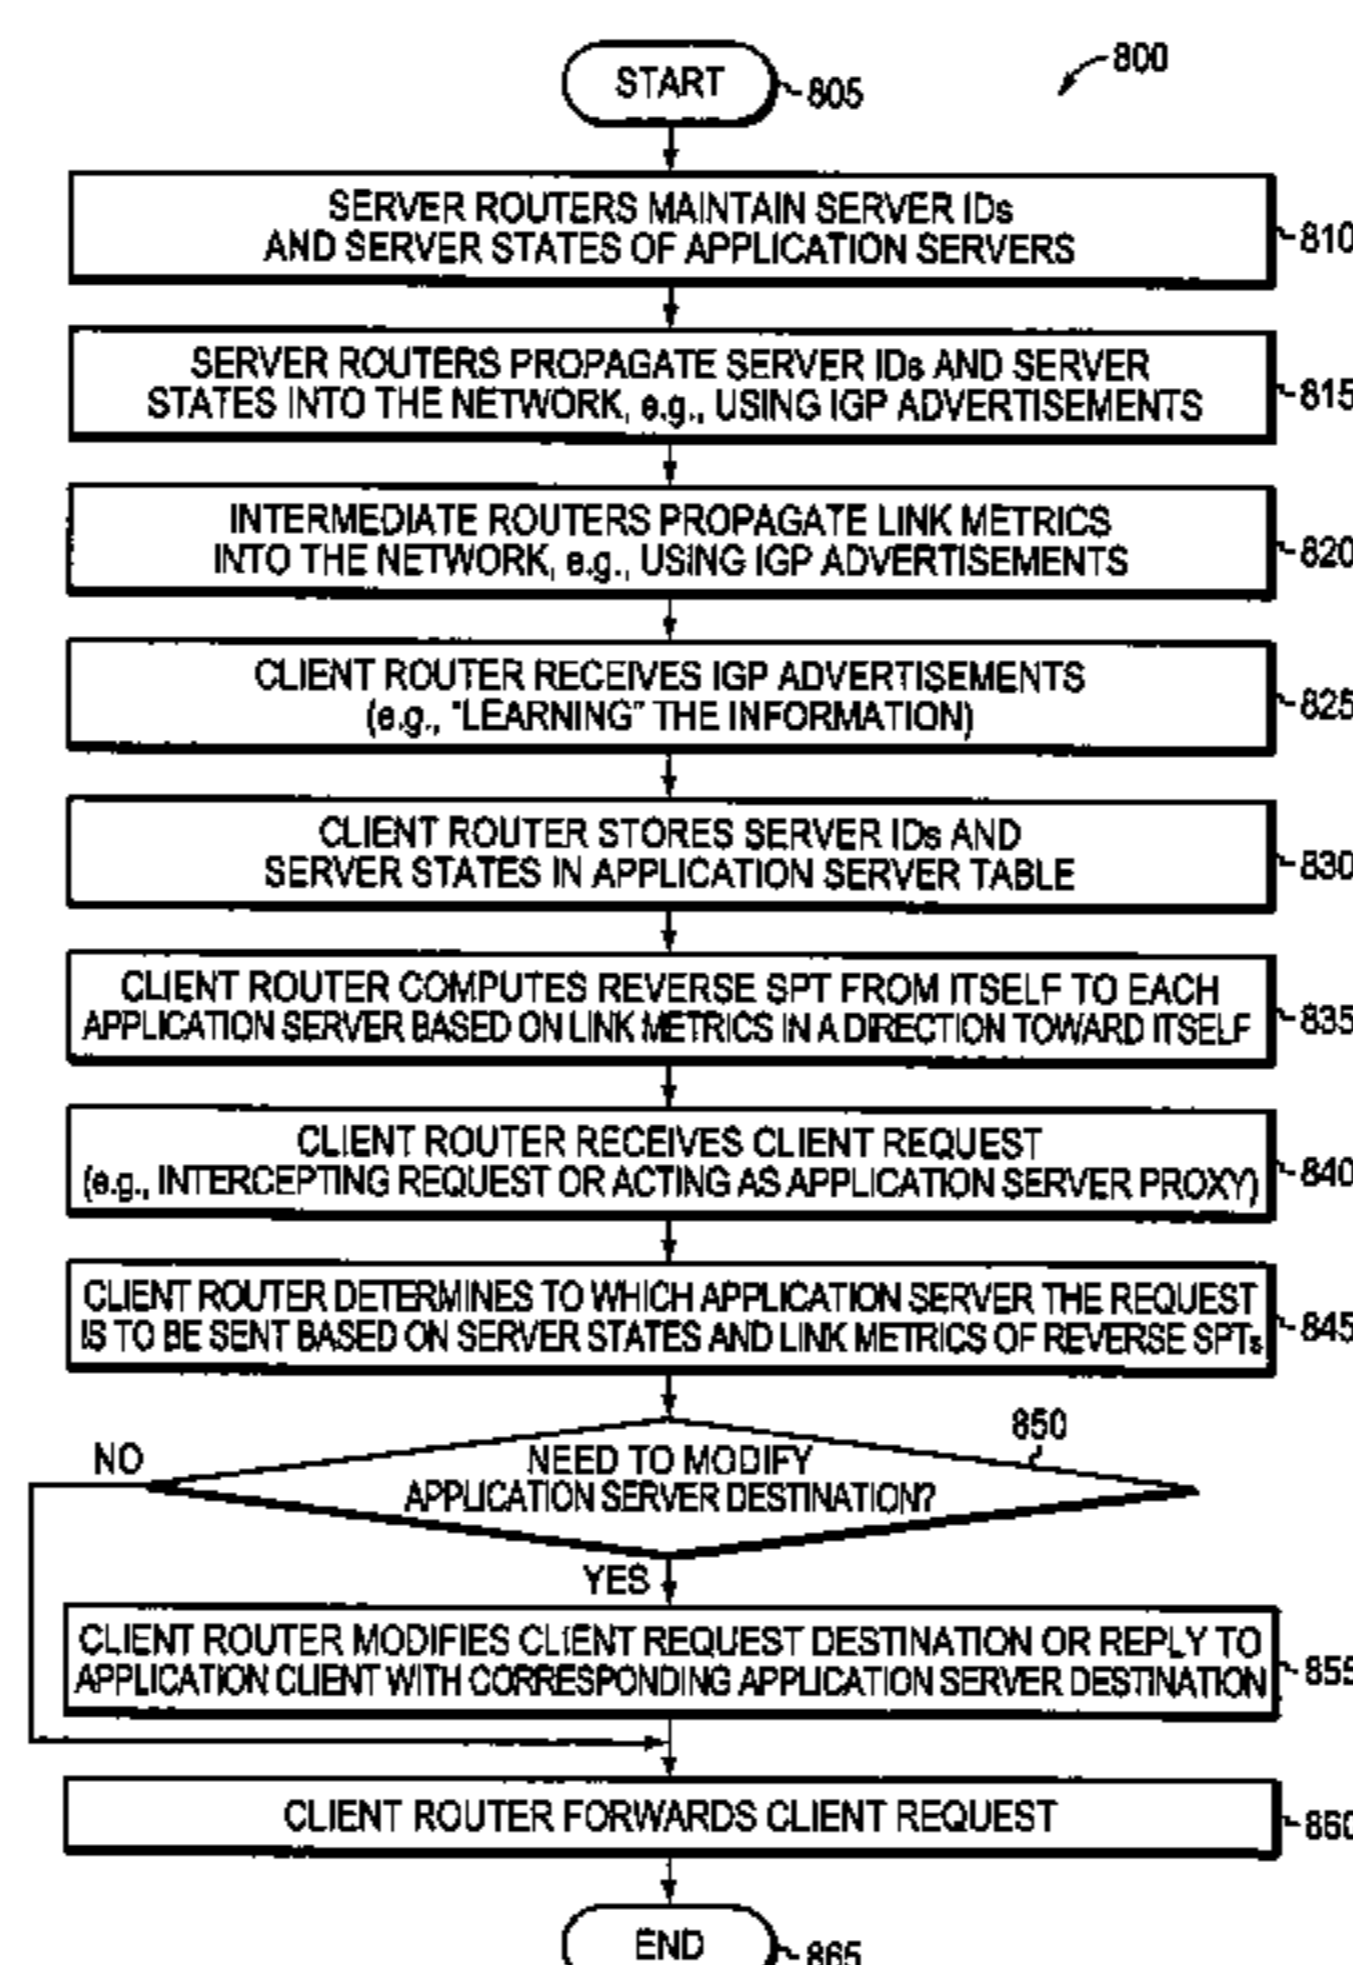 START
805
800
SERVER ROUTERS MAINTAIN SERVER IDs
AND SERVER STATES OF APPLICATION SERVERS
810
SERVER ROUTERS PROPAGATE SERVER IDs AND SERVER
STATES INTO THE NETWORK, e.g., USING IGP ADVERTISEMENTS
815
INTERMEDIATE ROUTERS PROPAGATE LINK METRICS
INTO THE NETWORK, e.g., USING IGP ADVERTISEMENTS
820
CLIENT ROUTER RECEIVES IGP ADVERTISEMENTS
(e.g., "LEARNING" THE INFORMATION)
825
CLIENT ROUTER STORES SERVER IDs AND
SERVER STATES IN APPLICATION SERVER TABLE
830
CLIENT ROUTER COMPUTES REVERSE SPT FROM ITSELF TO EACH
APPLICATION SERVER BASED ON LINK METRICS IN A DIRECTION TOWARD ITSELF
835
CLIENT ROUTER RECEIVES CLIENT REQUEST
(e.g., INTERCEPTING REQUEST OR ACTING AS APPLICATION SERVER PROXY)
840
CLIENT ROUTER DETERMINES TO WHICH APPLICATION SERVER THE REQUEST
IS TO BE SENT BASED ON SERVER STATES AND LINK METRICS OF REVERSE SPTs
845
850
NO
NEED TO MODIFY
APPLICATION SERVER DESTINATION?
YES
CLIENT ROUTER MODIFIES CLIENT REQUEST DESTINATION OR REPLY TO
APPLICATION CLIENT WITH CORRESPONDING APPLICATION SERVER DESTINATION
855
CLIENT ROUTER FORWARDS CLIENT REQUEST
860
END
865